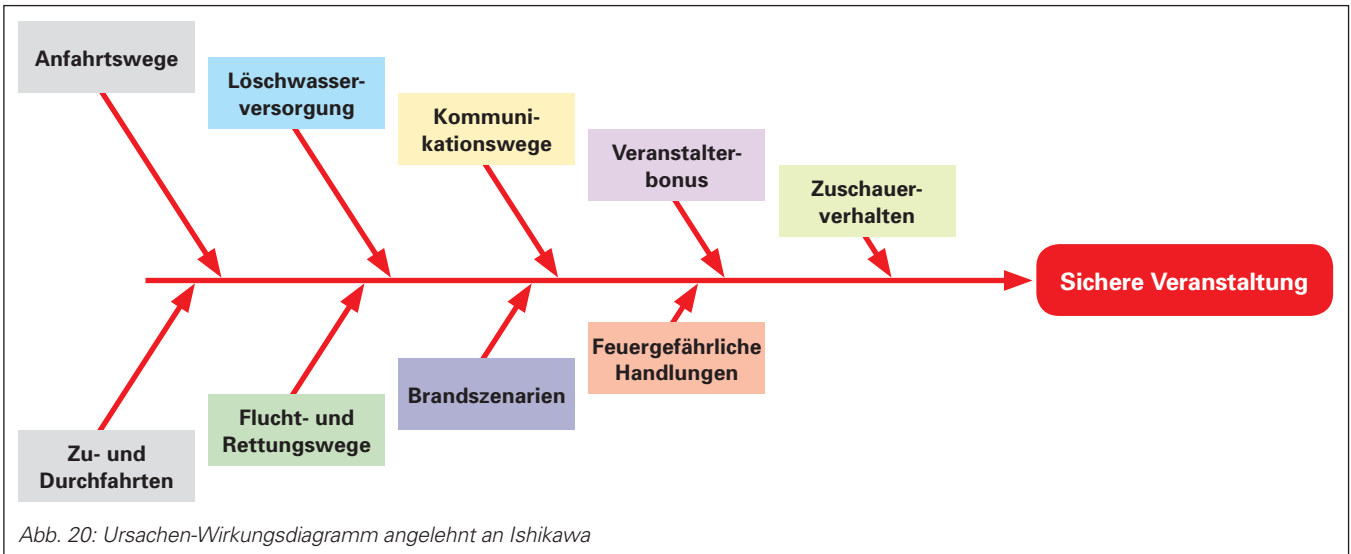 Anfahrtswege
Löschwasser-
versorgung
Kommuni-
kationswege
Veranstalter-
bonus
Zuschauer-
verhalten
Sichere Veranstaltung
Zu- und
Durchfahrten
Flucht- und
Rettungswege
Brandszenarien
Feuergefährliche
Handlungen
Abb. 20: Ursachen-Wirkungsdiagramm angelehnt an Ishikawa